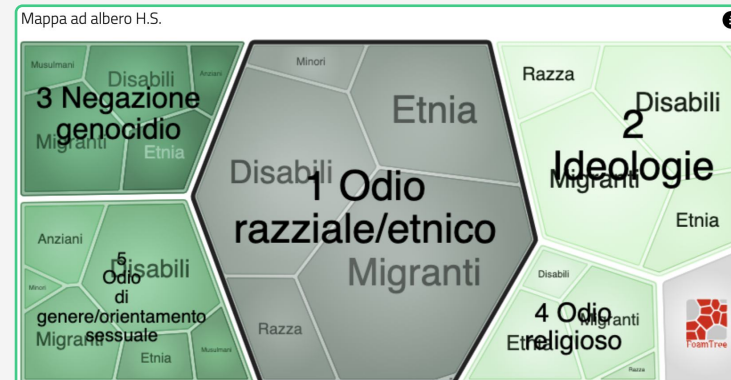 Mappa ad albero H.S.
Musulmani
Disabili
Anziani
3 Negazione
genocidio
Migranti
Etnia
Minori
Etnia
Disabili
1 Odio
razziale/etnico
Migranti
Razza
Razza
Disabili
2
Ideologie
Migranti
Etnia
Anziani
Disabili
Minori
5
Odio
di
genere/orientamento
sessuale
Migranti
Etnia
Musulmani
Disabili
4 Odio
religioso
Migranti
Etnia
Razza
FoamTree